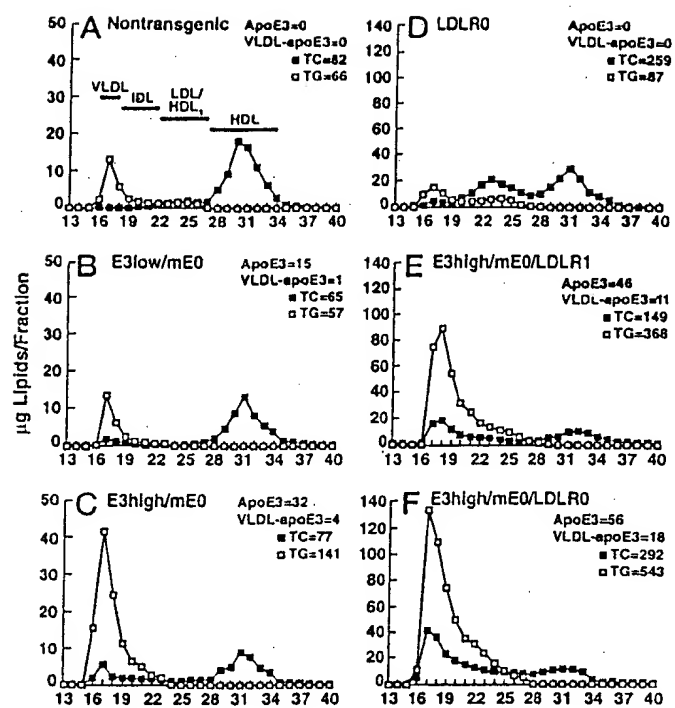 A Nontransgenic
ApoE3=0
VLDL-apoE3=0
■ TC=82
□ TG=66
VLDL
IDL
LDL/
HDL₁
HDL
50
40
30
20
10
0
13 16 19 22 25 28 31 34 37 40
D LDLR0
ApoE3=0
VLDL-apoE3=0
■ TC=259
□ TG=87
140
120
100
80
60
40
20
0
13 16 19 22 25 28 31 34 37 40
B E3low/mE0
ApoE3=15
VLDL-apoE3=1
■ TC=65
□ TG=57
50
40
30
20
10
0
13 16 19 22 25 28 31 34 37 40
E E3high/mE0/LDLR1
ApoE3=46
VLDL-apoE3=11
■ TC=149
□ TG=368
140
120
100
80
60
40
20
0
13 16 19 22 25 28 31 34 37 40
C E3high/mE0
ApoE3=32
VLDL-apoE3=4
■ TC=77
□ TG=141
50
40
30
20
10
0
13 16 19 22 25 28 31 34 37 40
F E3high/mE0/LDLR0
ApoE3=56
VLDL-apoE3=18
■ TC=292
□ TG=543
140
120
100
80
60
40
20
0
13 16 19 22 25 28 31 34 37 40
µg Lipids/Fraction